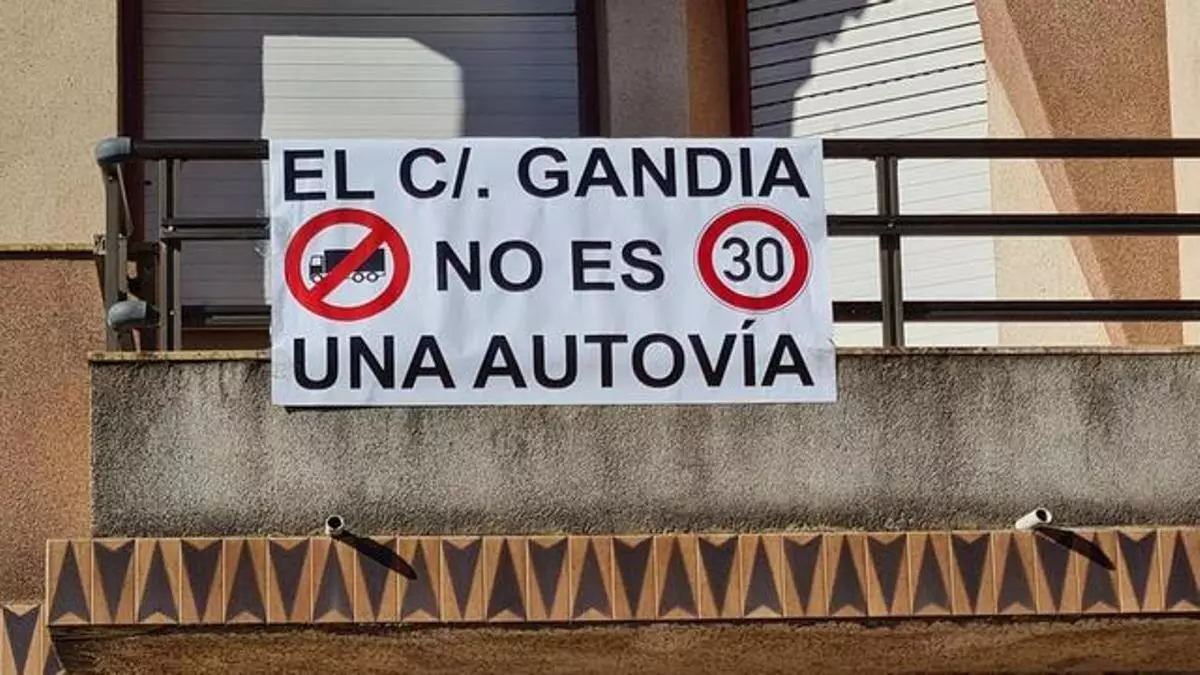 EL C/. GANDIA
NO ES 30
UNA AUTOVÍA